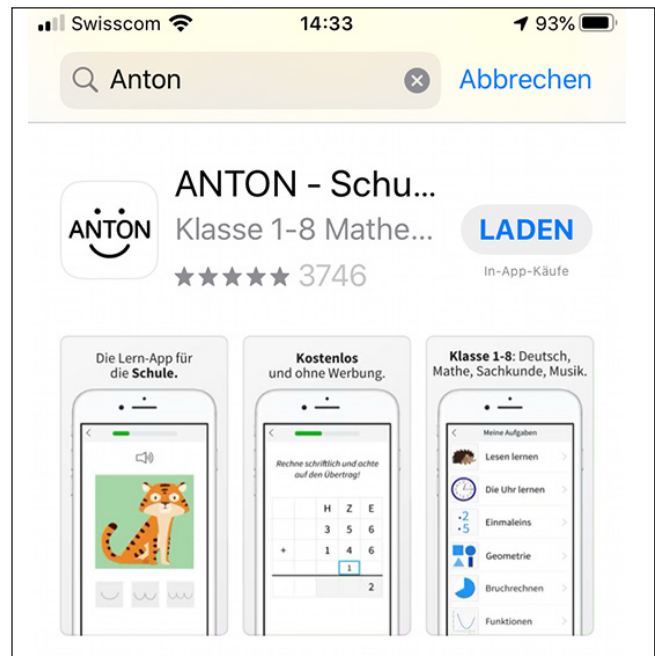 Swisscom 14:33 93%
Anton Abbrechen
ANTON - Schu...
ANTON Klasse 1-8 Mathe... LADEN
3746 In-App-Käufe
Die Lern-App für
die Schule.
Kostenlos
und ohne Werbung.
Rechne schriftlich und achte
auf den Übertrag!
H Z E
3 5 6
+ 1 4 6
1
2
Klasse 1-8: Deutsch,
Mathe, Sachkunde, Musik.
Meine Aufgaben
Lesen lernen
Die Uhr lernen
·2
·5
Einmaleins
Geometrie
Bruchrechnen
Funktionen